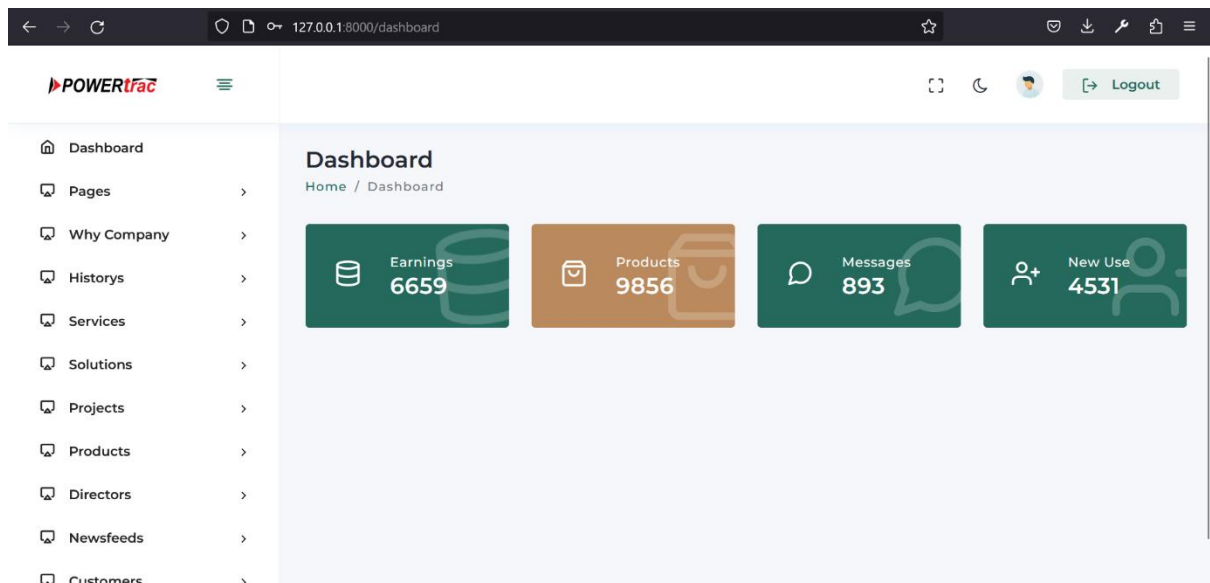 127.0.0.1:8000/dashboard
POWERtrac
Logout
Dashboard
Pages
Why Company
Historys
Services
Solutions
Projects
Products
Directors
Newsfeeds
Customers
Dashboard
Home / Dashboard
Earnings
6659
Products
9856
Messages
893
New Use
4531